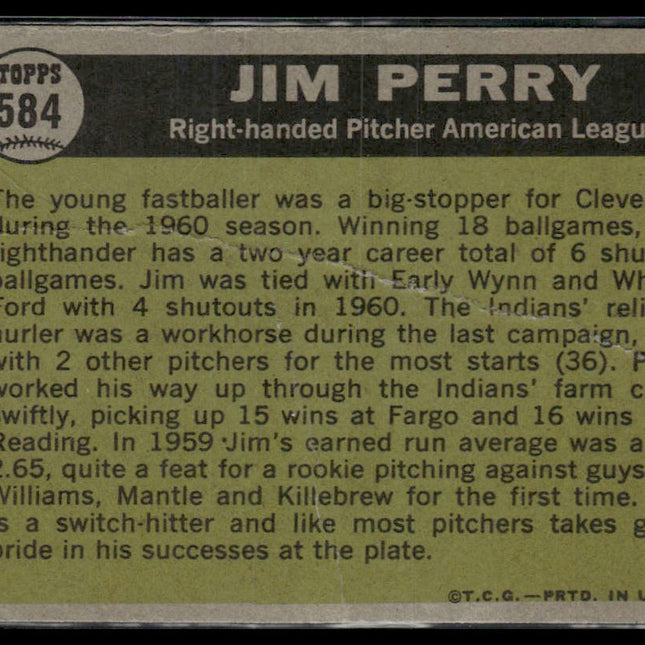 TOPPS
584
JIM PERRY
Right-handed Pitcher American Leagu
The young fastballer was a big-stopper for Cleve
during the 1960 season. Winning 18 ballgames,
righthander has a two year career total of 6 shu
ballgames. Jim was tied with Early Wynn and Wh
Ford with 4 shutouts in 1960. The Indians' reli
hurler was a workhorse during the last campaign,
with 2 other pitchers for the most starts (36). P
worked his way up through the Indians' farm c
swiftly, picking up 15 wins at Fargo and 16 wins
Reading. In 1959 Jim's earned run average was a
2.65, quite a feat for a rookie pitching against guys
Williams, Mantle and Killebrew for the first time.
is a switch-hitter and like most pitchers takes g
pride in his successes at the plate.
©T.C.G.—PRTD. IN U